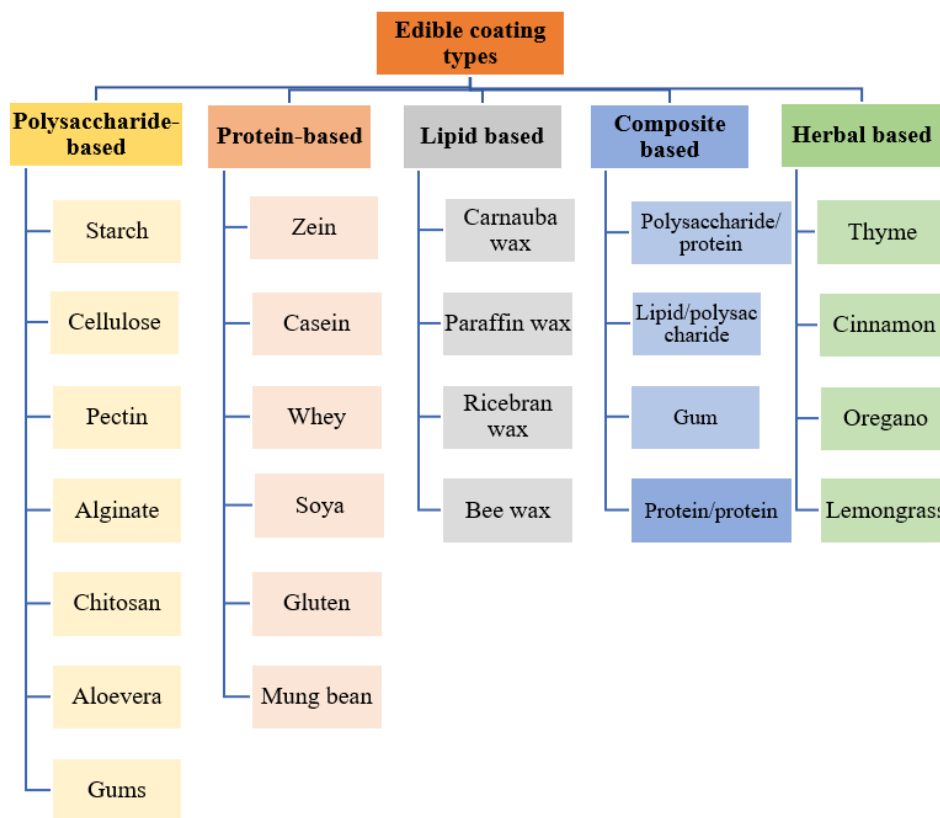 Edible coating
types
Polysaccharide-
based
Protein-based
Lipid based
Composite
based
Herbal based
Starch
Cellulose
Pectin
Alginate
Chitosan
Aloevera
Gums
Zein
Casein
Whey
Soya
Gluten
Mung bean
Carnauba
wax
Paraffin wax
Ricebran
wax
Bee wax
Polysaccharide/
protein
Lipid/polysac
charide
Gum
Protein/protein
Thyme
Cinnamon
Oregano
Lemongrass